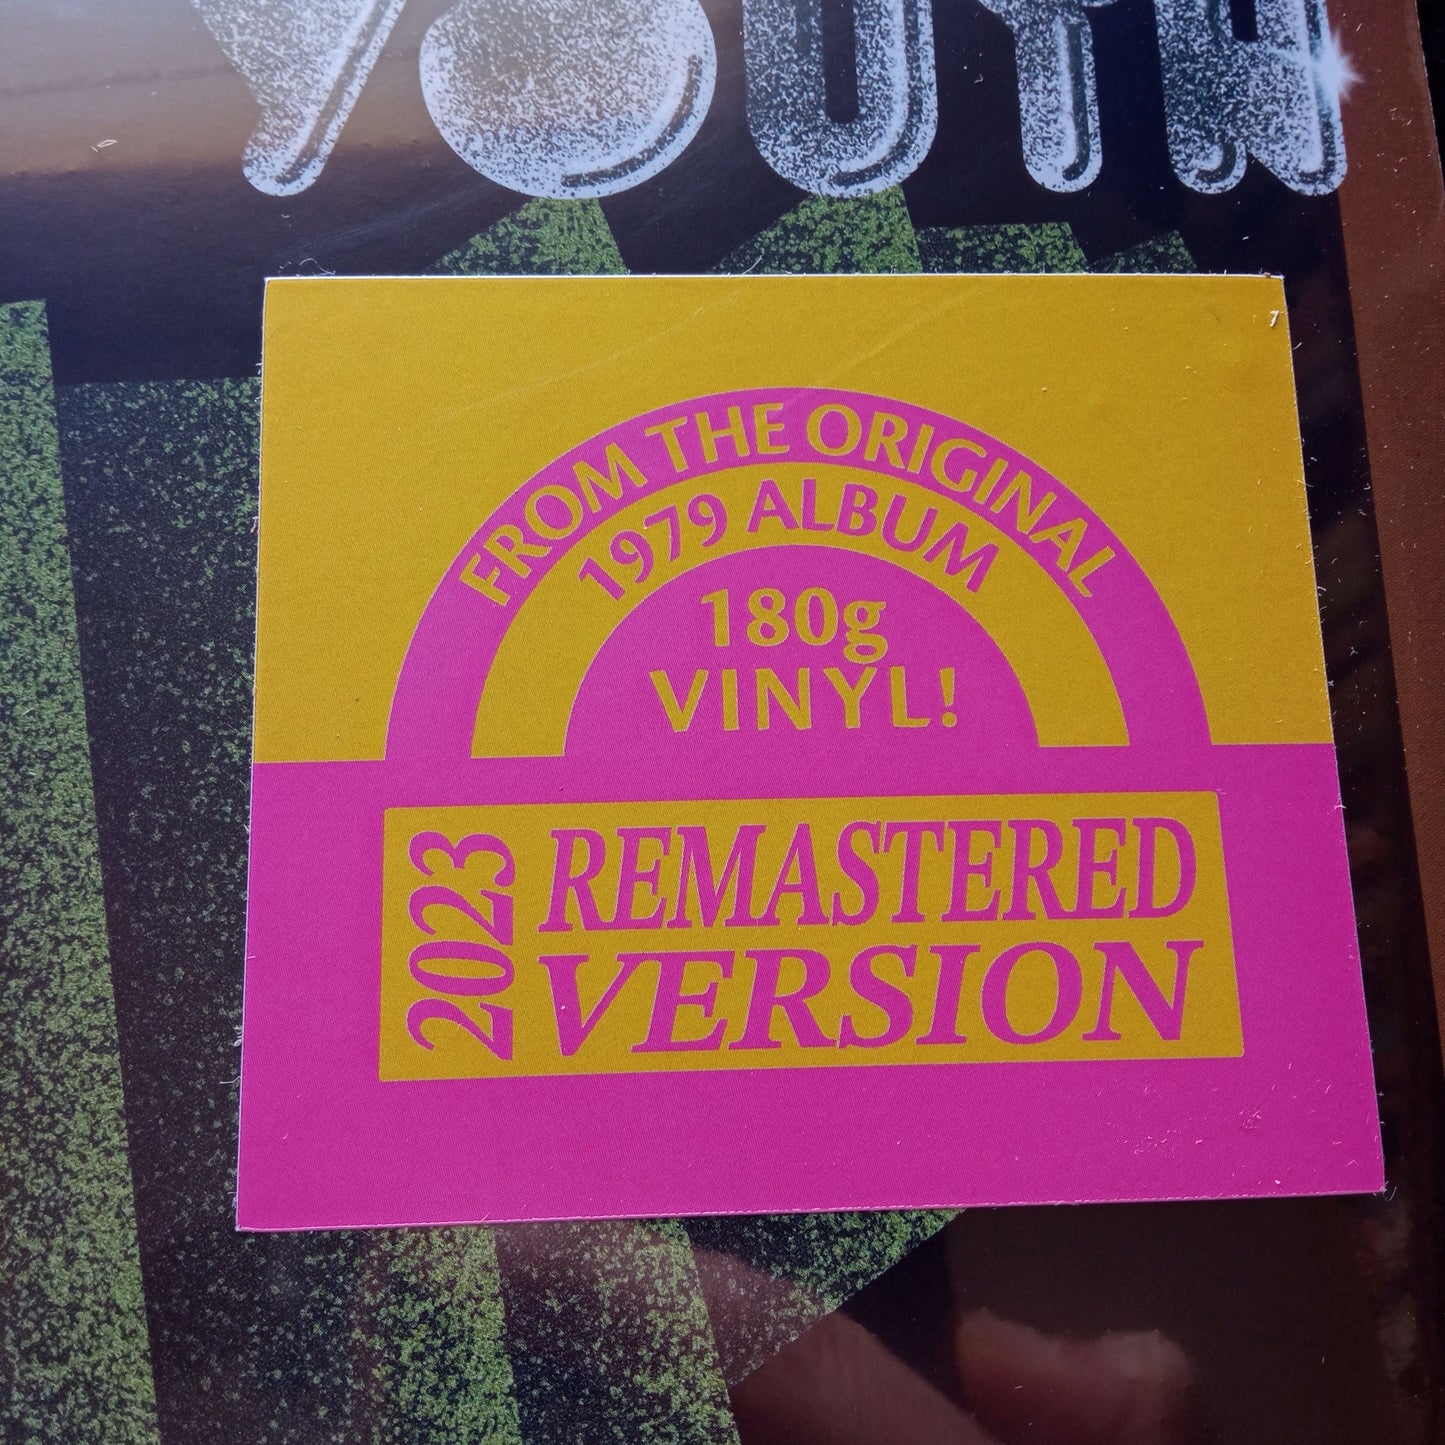 YOUTH
FROM THE ORIGINAL
1979 ALBUM
180g
VINYL!
2023
REMASTERED
VERSION